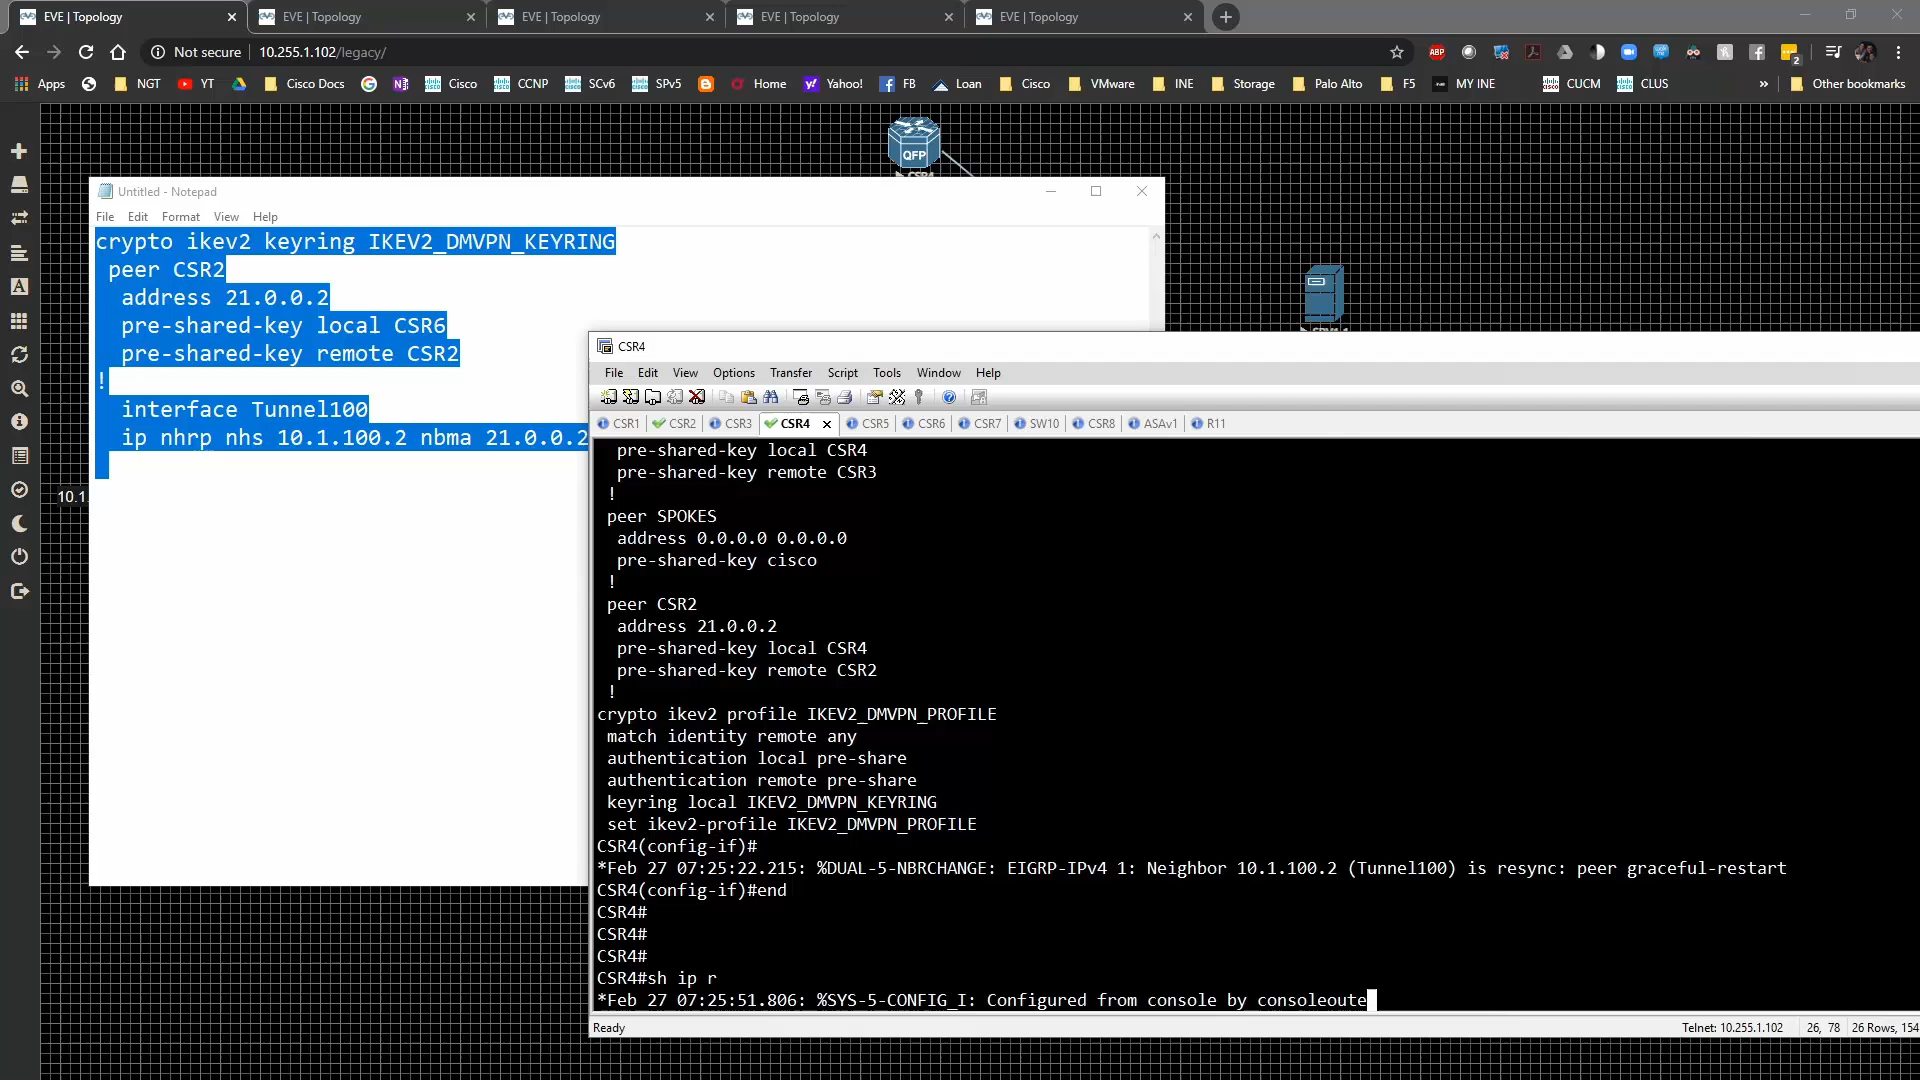 EVE | Topology
EVE | Topology
EVE | Topology
EVE | Topology
EVE | Topology
Not secure
10.255.1.102/legacy/
ABP
2
Apps
NGT
YT
Cisco Docs
Cisco
CCNP
SCv6
SPv5
Home
Yahoo!
FB
Loan
Cisco
VMware
INE
Storage
Palo Alto
F5
MY INE
CUCM
CLUS
»
Other bookmarks
QFP
CSR4
Untitled - Notepad
File Edit Format View Help
crypto ikev2 keyring IKEV2_DMVPN_KEYRING
peer CSR2
address 21.0.0.2
pre-shared-key local CSR6
pre-shared-key remote CSR2
!
interface Tunnel100
ip nhrp nhs 10.1.100.2 nbma 21.0.0.2
10.1.
CSR4
File Edit View Options Transfer Script Tools Window Help
CSR1 CSR2 CSR3 CSR4 CSR5 CSR6 CSR7 SW10 CSR8 ASAv1 R11
pre-shared-key local CSR4
pre-shared-key remote CSR3
!
peer SPOKES
address 0.0.0.0 0.0.0.0
pre-shared-key cisco
!
peer CSR2
address 21.0.0.2
pre-shared-key local CSR4
pre-shared-key remote CSR2
!
crypto ikev2 profile IKEV2_DMVPN_PROFILE
match identity remote any
authentication local pre-share
authentication remote pre-share
keyring local IKEV2_DMVPN_KEYRING
set ikev2-profile IKEV2_DMVPN_PROFILE
CSR4(config-if)#
*Feb 27 07:25:22.215: %DUAL-5-NBRCHANGE: EIGRP-IPv4 1: Neighbor 10.1.100.2 (Tunnel100) is resync: peer graceful-restart
CSR4(config-if)#end
CSR4#
CSR4#
CSR4#
CSR4#sh ip r
*Feb 27 07:25:51.806: %SYS-5-CONFIG_I: Configured from console by consoleoute
Ready
Telnet: 10.255.1.102
26, 78
26 Rows, 154